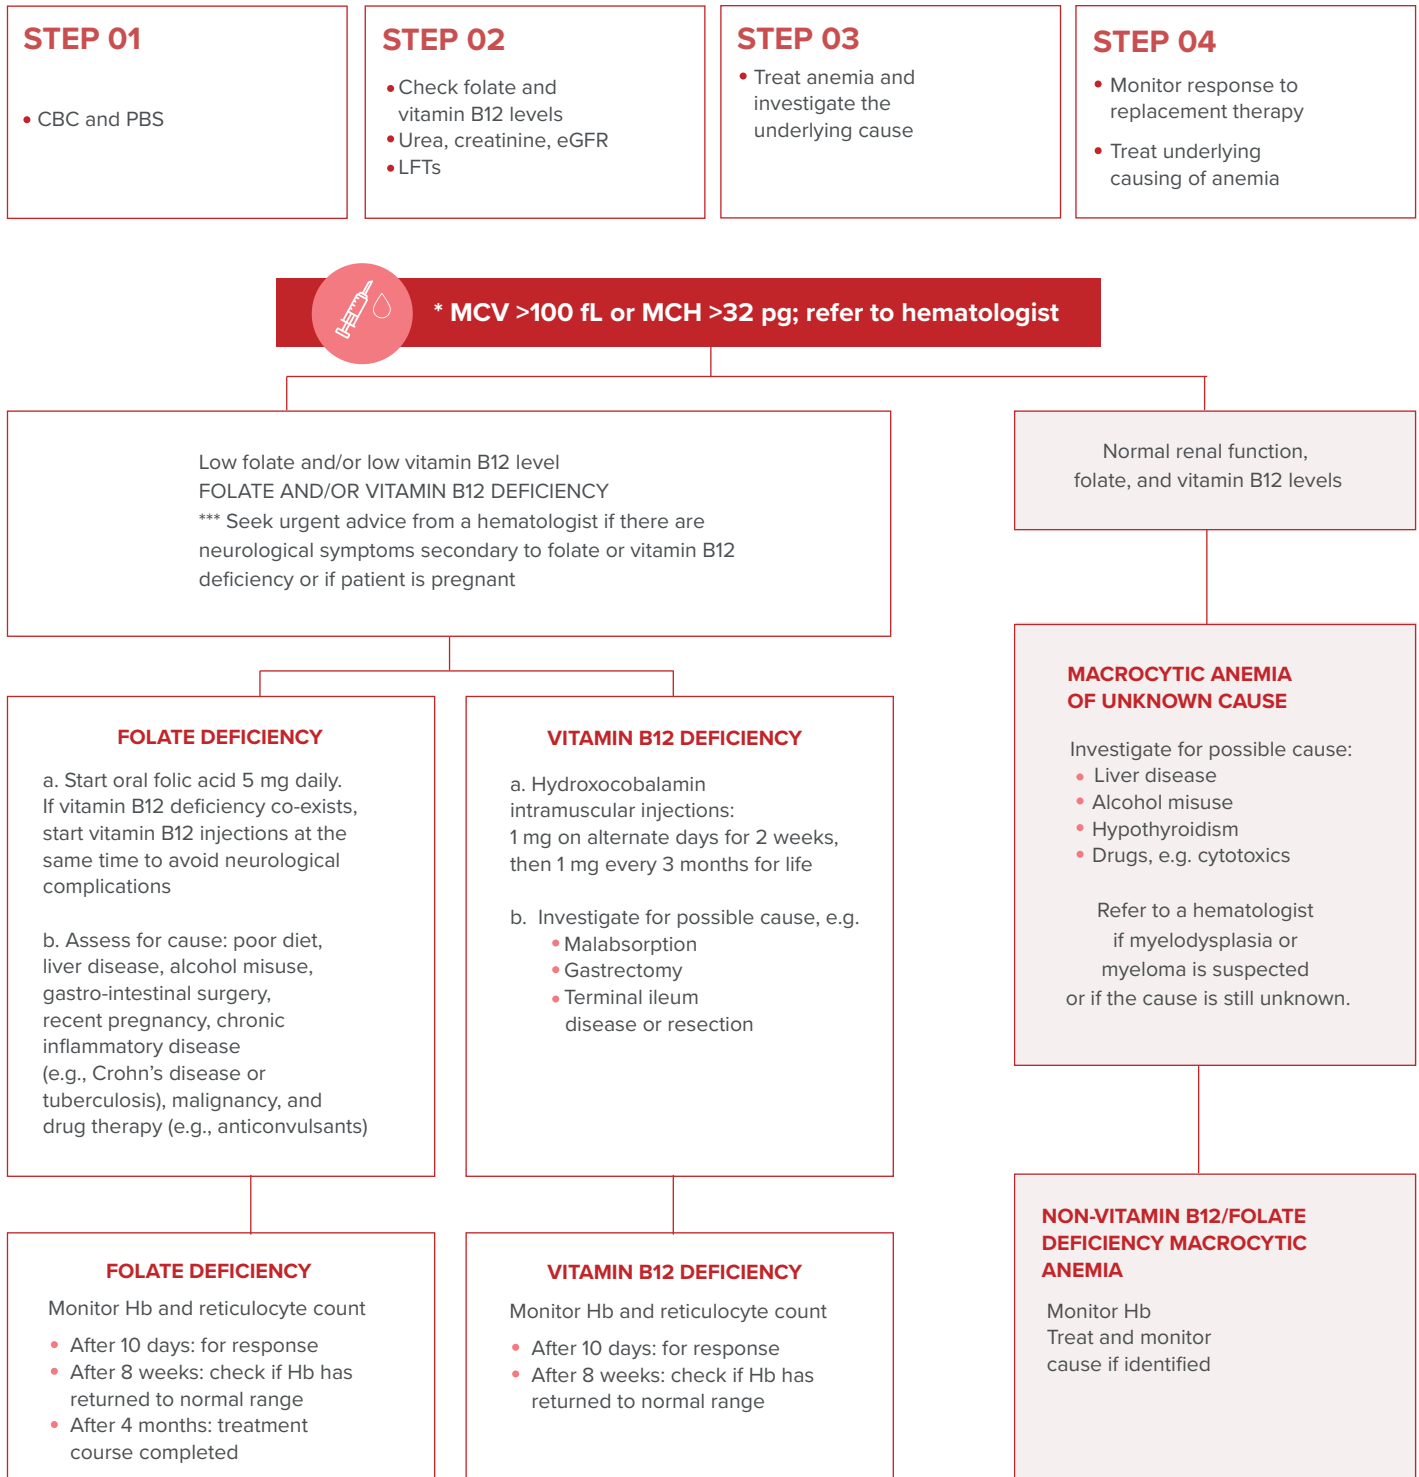 STEP 01
• CBC and PBS
STEP 02
• Check folate and
vitamin B12 levels
• Urea, creatinine, eGFR
• LFTs
STEP 03
• Treat anemia and
investigate the
underlying cause
STEP 04
• Monitor response to
replacement therapy
• Treat underlying
causing of anemia
* MCV >100 fL or MCH >32 pg; refer to hematologist
Low folate and/or low vitamin B12 level
FOLATE AND/OR VITAMIN B12 DEFICIENCY
*** Seek urgent advice from a hematologist if there are
neurological symptoms secondary to folate or vitamin B12
deficiency or if patient is pregnant
Normal renal function,
folate, and vitamin B12 levels
FOLATE DEFICIENCY
a. Start oral folic acid 5 mg daily.
If vitamin B12 deficiency co-exists,
start vitamin B12 injections at the
same time to avoid neurological
complications
b. Assess for cause: poor diet,
liver disease, alcohol misuse,
gastro-intestinal surgery,
recent pregnancy, chronic
inflammatory disease
(e.g., Crohn's disease or
tuberculosis), malignancy, and
drug therapy (e.g., anticonvulsants)
VITAMIN B12 DEFICIENCY
a. Hydroxocobalamin
intramuscular injections:
1 mg on alternate days for 2 weeks,
then 1 mg every 3 months for life
b. Investigate for possible cause, e.g.
• Malabsorption
• Gastrectomy
• Terminal ileum
disease or resection
MACROCYTIC ANEMIA
OF UNKNOWN CAUSE
Investigate for possible cause:
• Liver disease
• Alcohol misuse
• Hypothyroidism
• Drugs, e.g. cytotoxics
Refer to a hematologist
if myelodysplasia or
myeloma is suspected
or if the cause is still unknown.
FOLATE DEFICIENCY
Monitor Hb and reticulocyte count
• After 10 days: for response
• After 8 weeks: check if Hb has
returned to normal range
• After 4 months: treatment
course completed
VITAMIN B12 DEFICIENCY
Monitor Hb and reticulocyte count
• After 10 days: for response
• After 8 weeks: check if Hb has
returned to normal range
NON-VITAMIN B12/FOLATE
DEFICIENCY MACROCYTIC
ANEMIA
Monitor Hb
Treat and monitor
cause if identified